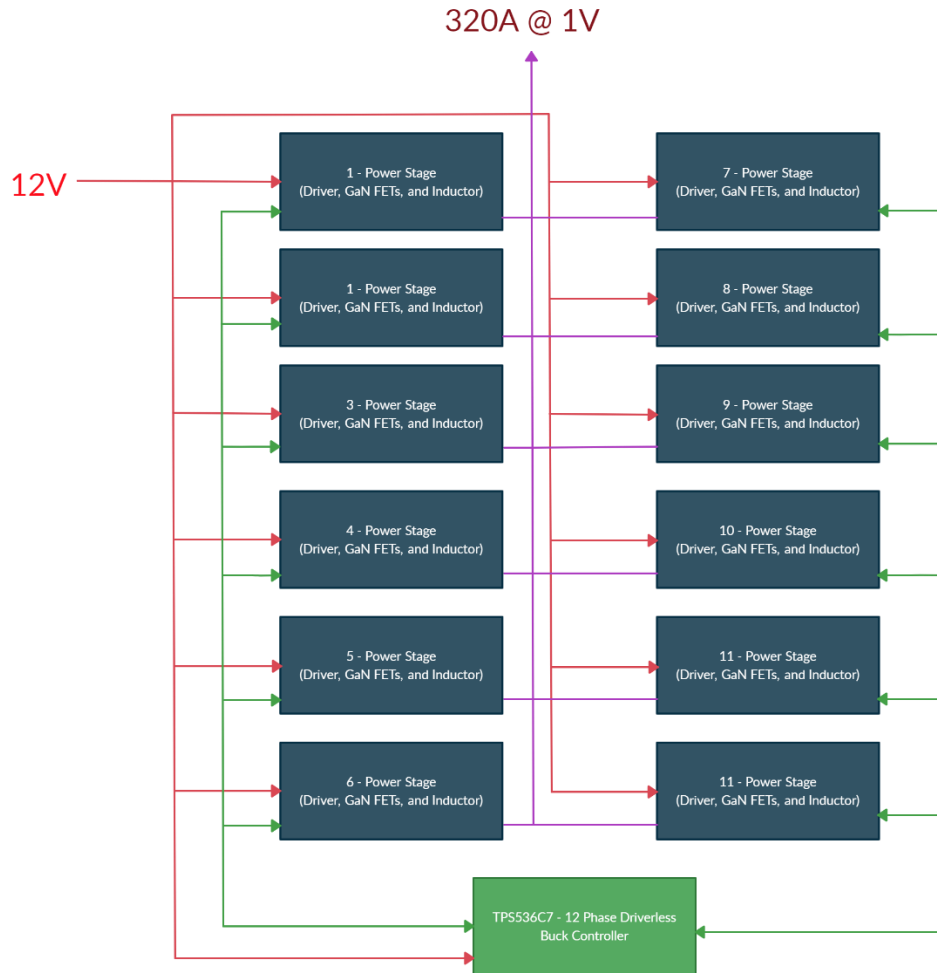 320A @ 1V
12V
1 - Power Stage
(Driver, GaN FETs, and Inductor)
7 - Power Stage
(Driver, GaN FETs, and Inductor)
1 - Power Stage
(Driver, GaN FETs, and Inductor)
8 - Power Stage
(Driver, GaN FETs, and Inductor)
3 - Power Stage
(Driver, GaN FETs, and Inductor)
9 - Power Stage
(Driver, GaN FETs, and Inductor)
4 - Power Stage
(Driver, GaN FETs, and Inductor)
10 - Power Stage
(Driver, GaN FETs, and Inductor)
5 - Power Stage
(Driver, GaN FETs, and Inductor)
11 - Power Stage
(Driver, GaN FETs, and Inductor)
6 - Power Stage
(Driver, GaN FETs, and Inductor)
11 - Power Stage
(Driver, GaN FETs, and Inductor)
TPS536C7 - 12 Phase Driverless
Buck Controller